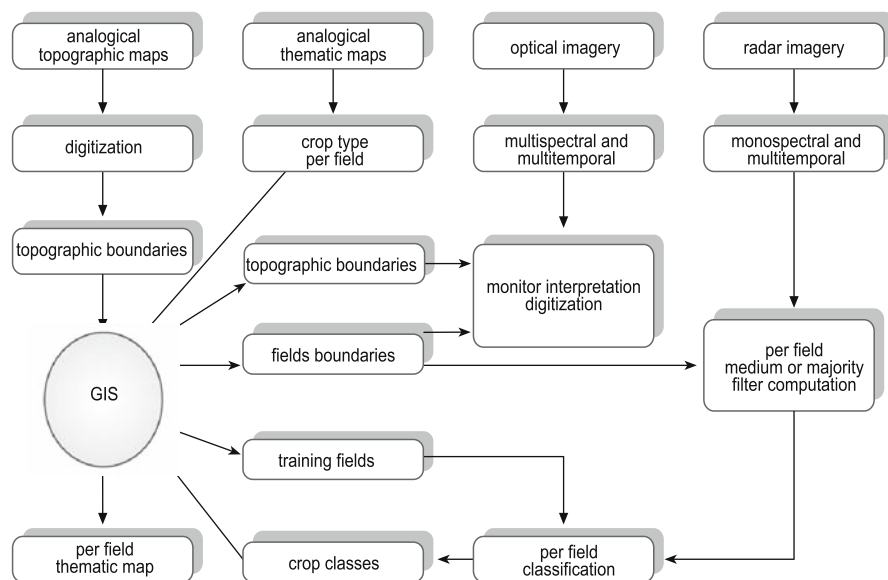 analogical
topographic maps
analogical
thematic maps
optical imagery
radar imagery
digitization
crop type
per field
multispectral and
multitemporal
monospectral and
multitemporal
topographic boundaries
topographic boundaries
monitor interpretation
digitization
fields boundaries
per field
medium or majority
filter computation
GIS
training fields
per field
thematic map
crop classes
per field
classification